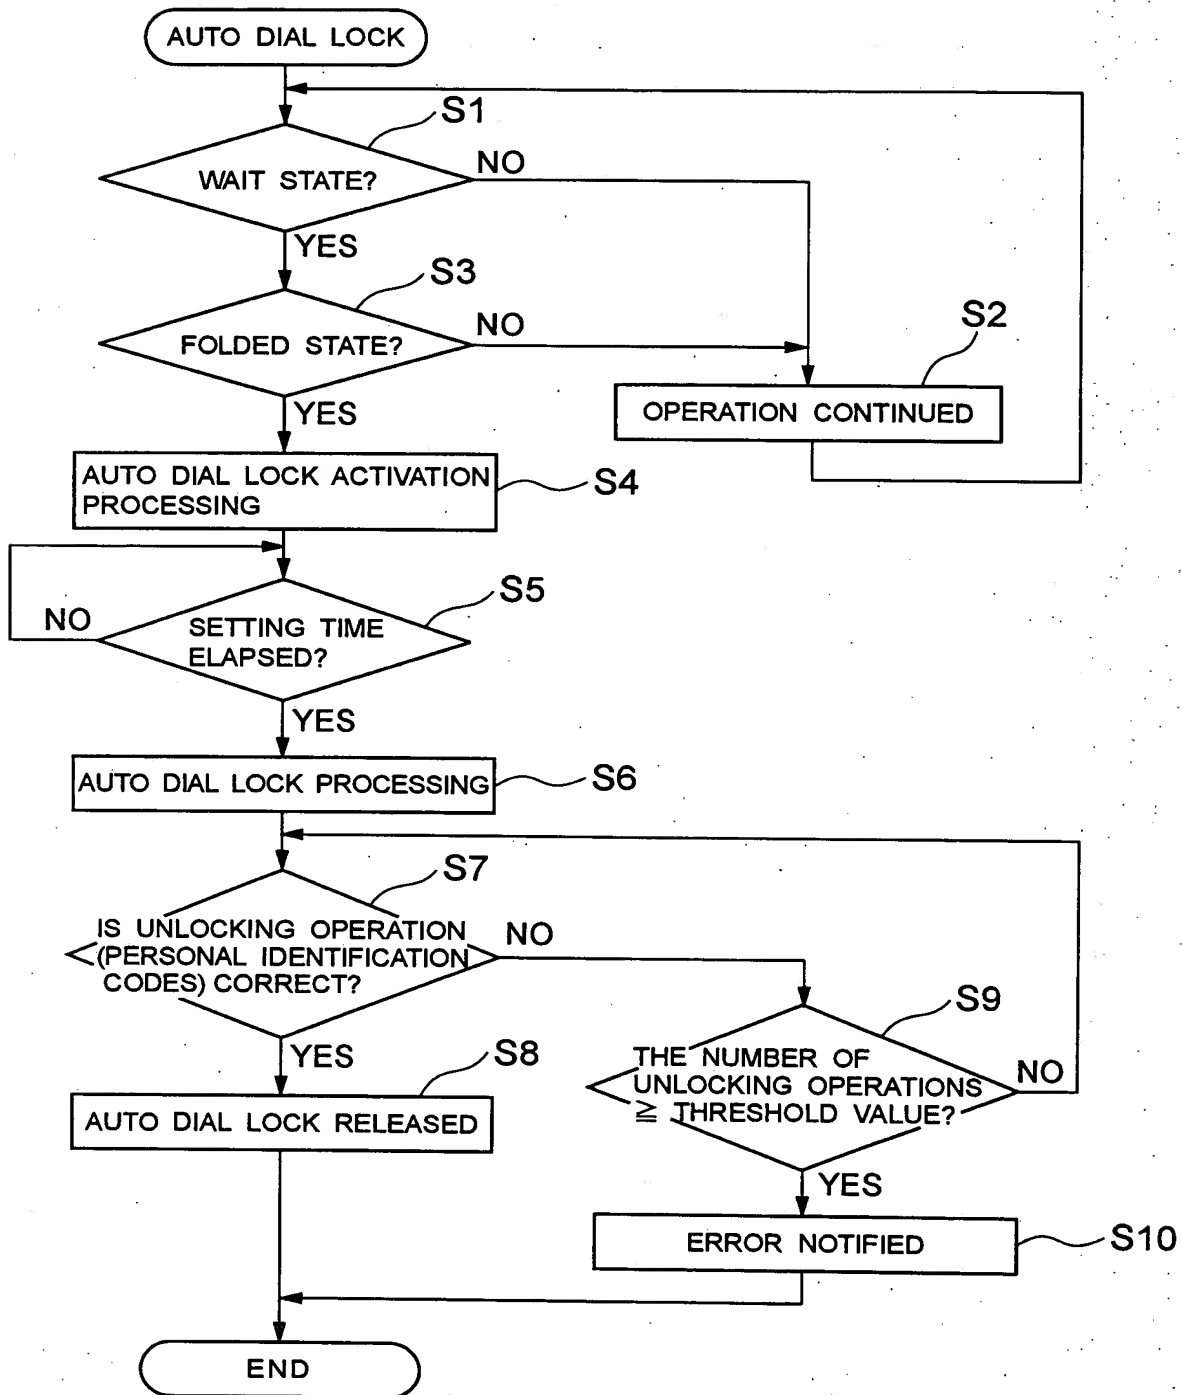 AUTO DIAL LOCK
S1
WAIT STATE?
NO
YES
S3
FOLDED STATE?
NO
S2
OPERATION CONTINUED
YES
AUTO DIAL LOCK ACTIVATION
PROCESSING
S4
S5
NO
SETTING TIME
ELAPSED?
YES
AUTO DIAL LOCK PROCESSING
S6
S7
IS UNLOCKING OPERATION
(PERSONAL IDENTIFICATION
CODES) CORRECT?
NO
S9
YES
S8
THE NUMBER OF
UNLOCKING OPERATIONS
≧ THRESHOLD VALUE?
NO
AUTO DIAL LOCK RELEASED
YES
ERROR NOTIFIED
S10
END